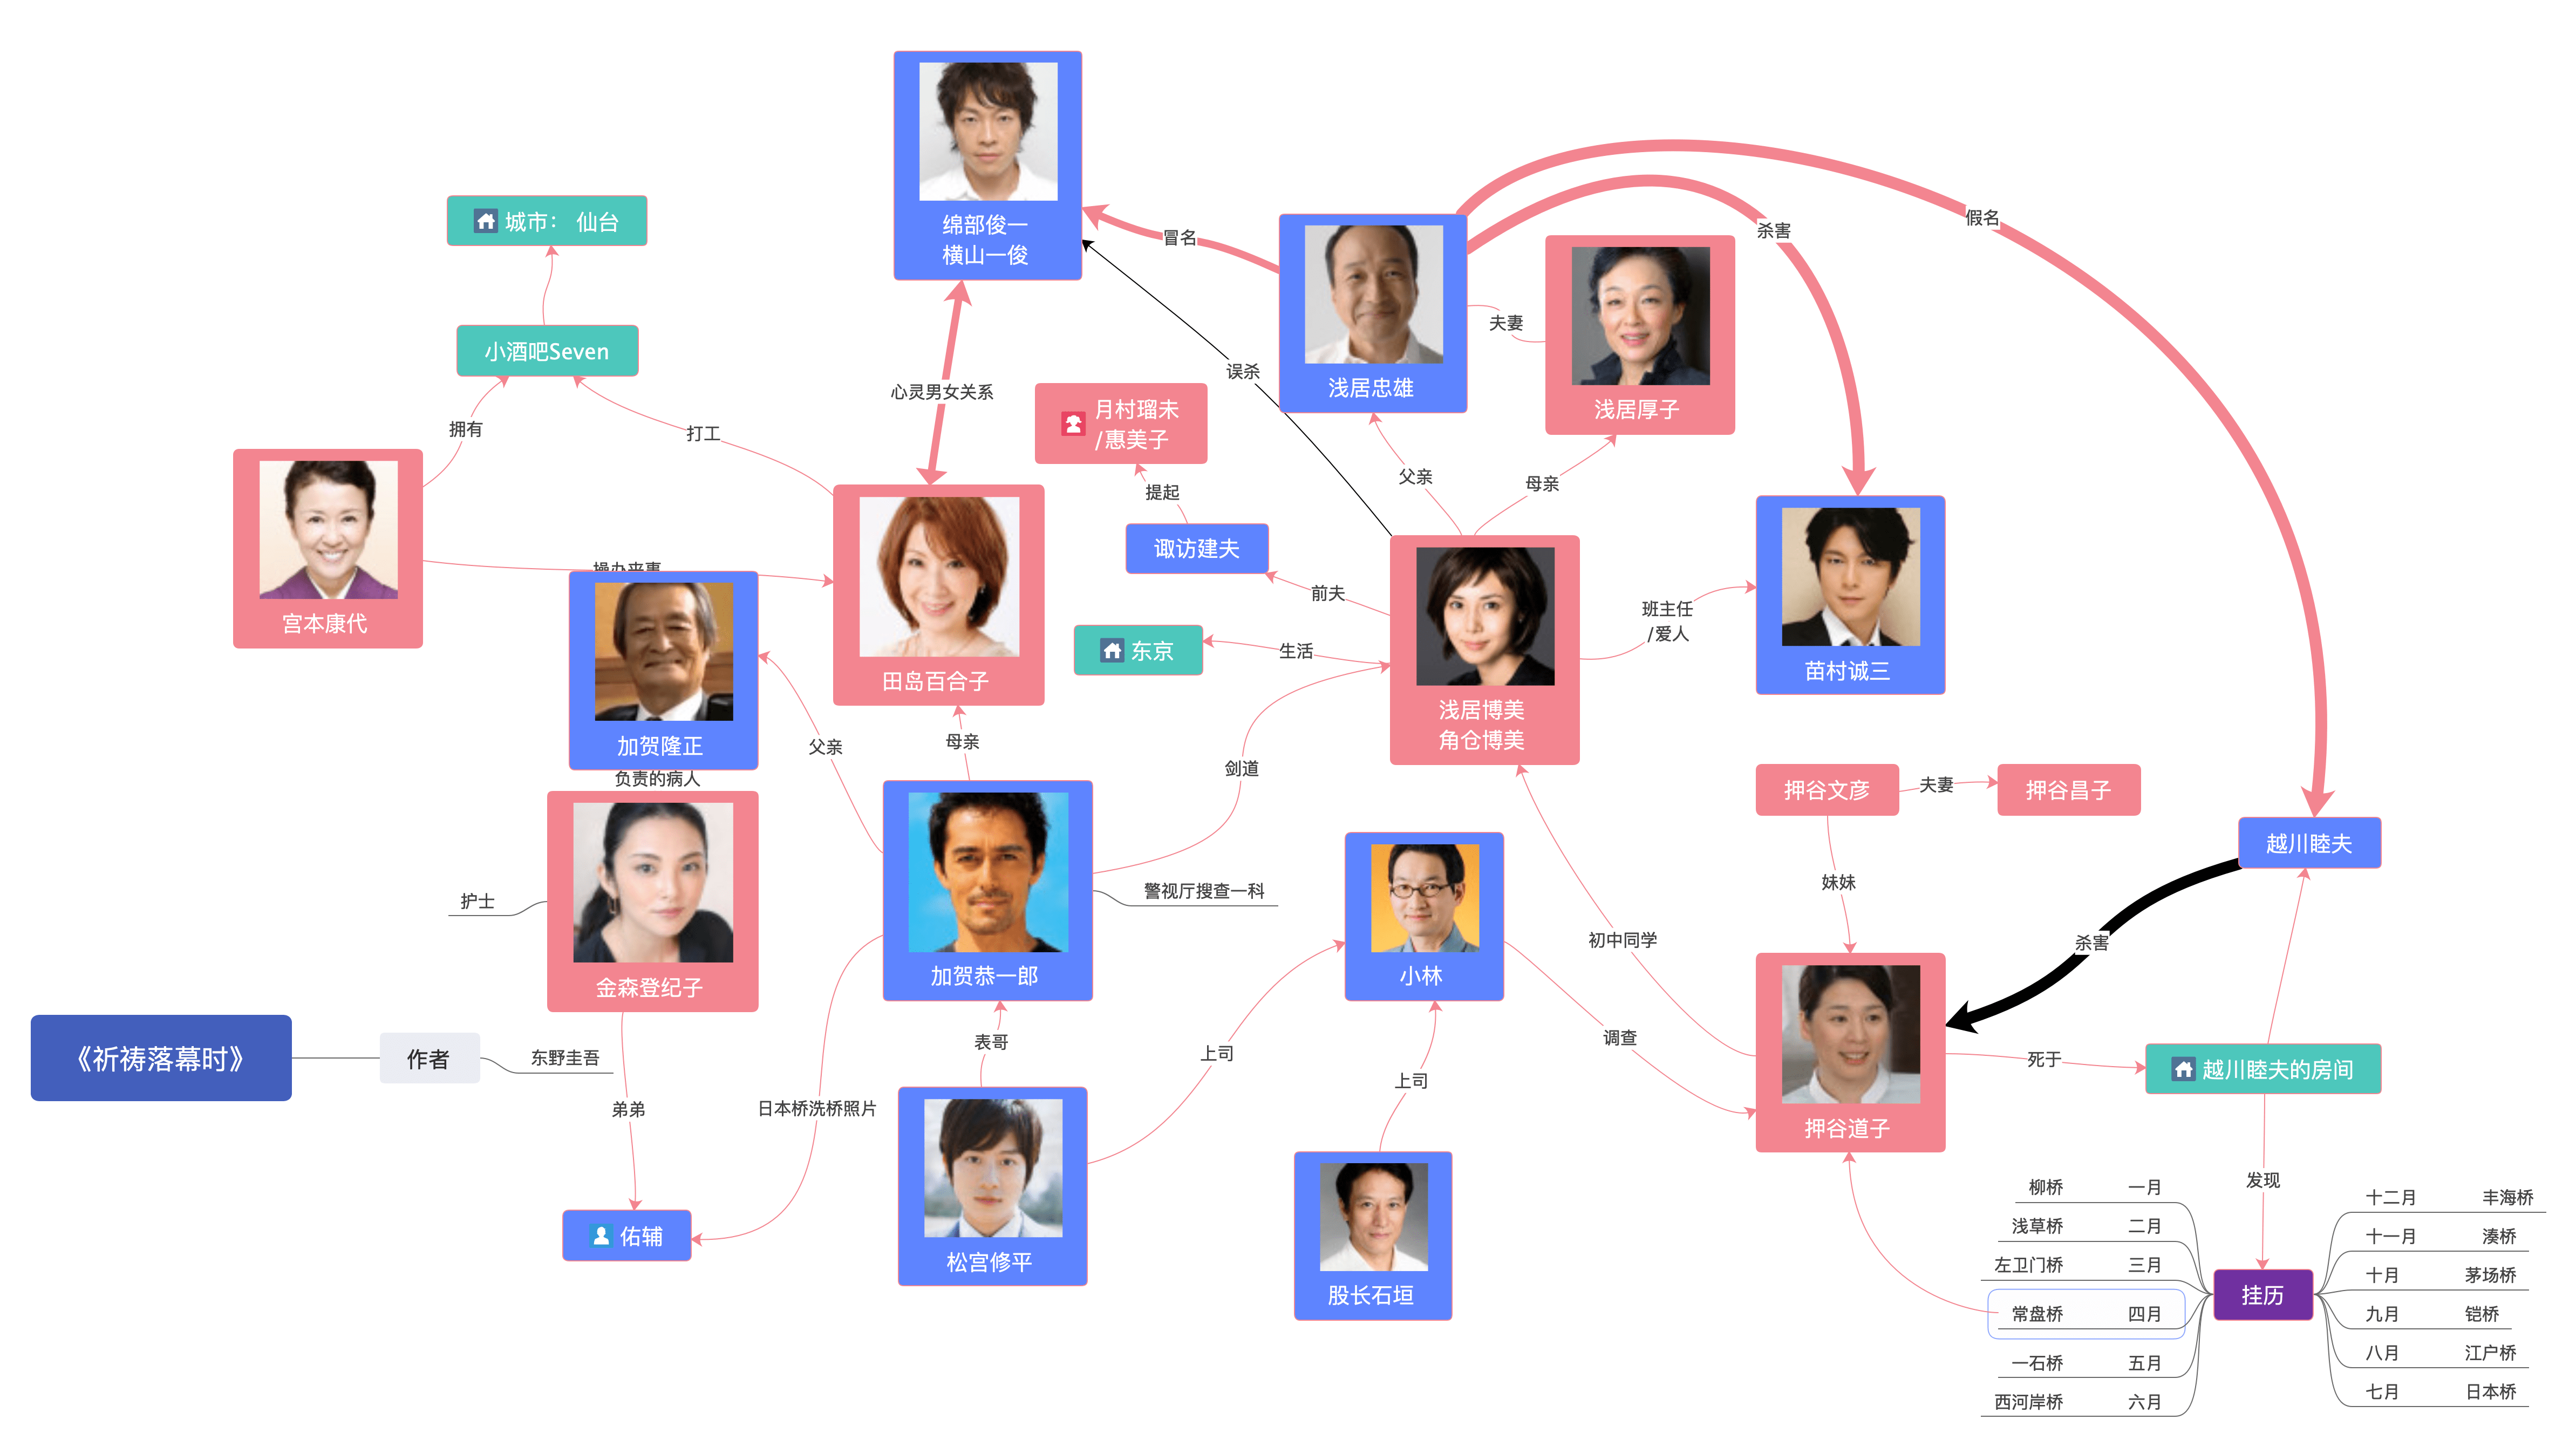 绵部俊一
横山一俊
城市： 仙台
冒名
假名
杀害
夫妻
小酒吧Seven
误杀
浅居忠雄
浅居厚子
心灵男女关系
月村瑠未
/惠美子
拥有
打工
父亲
母亲
提起
诹访建夫
操办丧事
宫本康代
前夫
班主任
/爱人
东京
生活
田岛百合子
苗村诚三
浅居博美
角仓博美
加贺隆正
父亲
母亲
剑道
负责的病人
押谷文彦
夫妻
押谷昌子
越川睦夫
妹妹
护士
警视厅搜查一科
初中同学
杀害
金森登纪子
加贺恭一郎
小林
《祈祷落幕时》
作者
东野圭吾
表哥
上司
调查
死于
越川睦夫的房间
弟弟
日本桥洗桥照片
上司
押谷道子
发现
佑辅
松宫修平
股长石垣
挂历
柳桥 一月
浅草桥 二月
左卫门桥 三月
常盘桥 四月
一石桥 五月
西河岸桥 六月
十二月 丰海桥
十一月 湊桥
十月 茅场桥
九月 铠桥
八月 江户桥
七月 日本桥